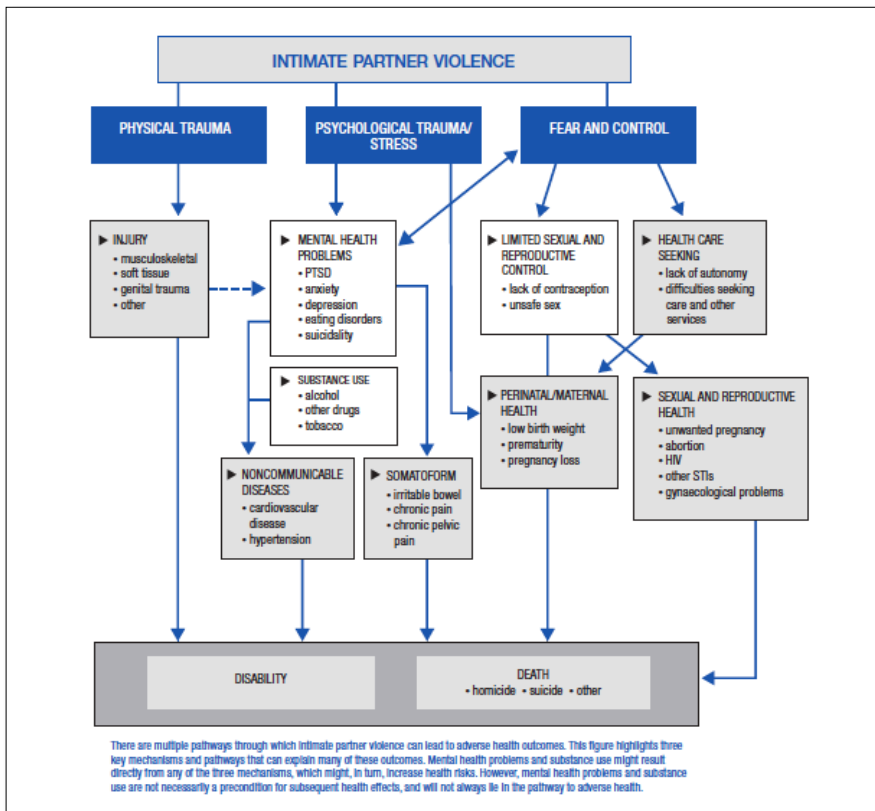 INTIMATE PARTNER VIOLENCE
PHYSICAL TRAUMA
PSYCHOLOGICAL TRAUMA/
STRESS
FEAR AND CONTROL
▶ INJURY
• musculoskeletal
• soft tissue
• genital trauma
• other
▶ MENTAL HEALTH
PROBLEMS
• PTSD
• anxiety
• depression
• eating disorders
• suicidality
▶ LIMITED SEXUAL AND
REPRODUCTIVE
CONTROL
• lack of contraception
• unsafe sex
▶ HEALTH CARE
SEEKING
• lack of autonomy
• difficulties seeking
care and other
services
▶ SUBSTANCE USE
• alcohol
• other drugs
• tobacco
▶ PERINATAL/MATERNAL
HEALTH
• low birth weight
• prematurity
• pregnancy loss
▶ SEXUAL AND REPRODUCTIVE
HEALTH
• unwanted pregnancy
• abortion
• HIV
• other STIs
• gynaecological problems
▶ NONCOMMUNICABLE
DISEASES
• cardiovascular
disease
• hypertension
▶ SOMATOFORM
• irritable bowel
• chronic pain
• chronic pelvic
pain
DISABILITY
DEATH
• homicide • suicide • other
There are multiple pathways through which intimate partner violence can lead to adverse health outcomes. This figure highlights three
key mechanisms and pathways that can explain many of these outcomes. Mental health problems and substance use might result
directly from any of the three mechanisms, which might, in turn, increase health risks. However, mental health problems and substance
use are not necessarily a precondition for subsequent health effects, and will not always lie in the pathway to adverse health.